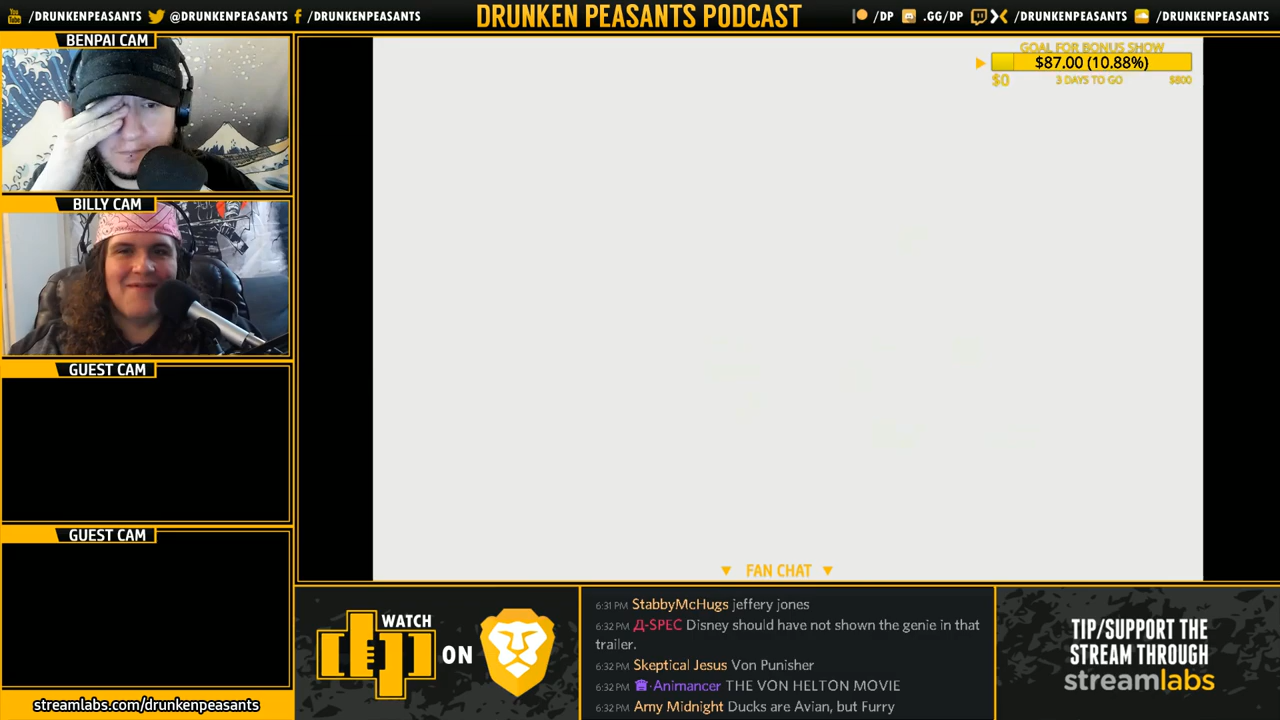 You Tube /DRUNKENPEASANTS @DRUNKENPEASANTS f /DRUNKENPEASANTS DRUNKEN PEASANTS PODCAST /DP .GG/DP /DRUNKENPEASANTS /DRUNKENPEASANTS
BENPAI CAM
GOAL FOR BONUS SHOW
$87.00 (10.88%)
$0 3 DAYS TO GO $800
BILLY CAM
GUEST CAM
GUEST CAM
▼ FAN CHAT ▼
6:31 PM StabbyMcHugs jeffery jones
6:32 PM Д-SPEC Disney should have not shown the genie in that
trailer.
6:32 PM Skeptical Jesus Von Punisher
6:32 PM Animancer THE VON HELTON MOVIE
6:32 PM Amy Midnight Ducks are Avian, but Furry
WATCH
ON
TIP/SUPPORT THE
STREAM THROUGH
streamlabs
streamlabs.com/drunkenpeasants